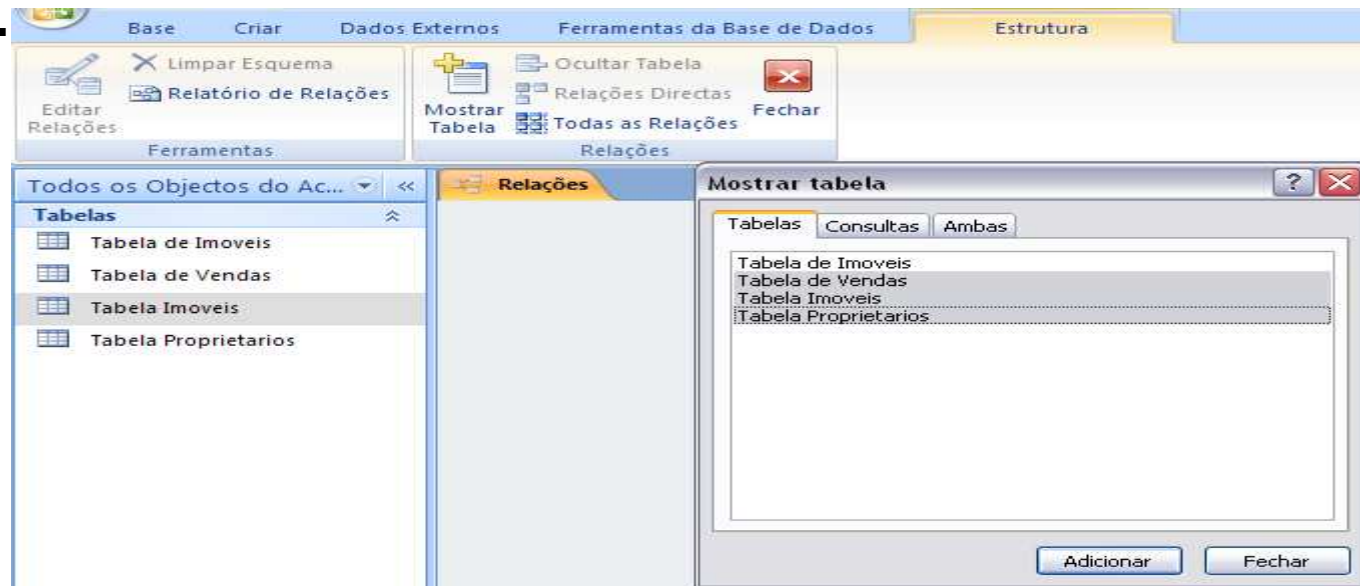 Base Criar Dados Externos Ferramentas da Base de Dados Estrutura
Editar Relações
Limpar Esquema
Relatório de Relações
Ferramentas
Mostrar Tabela
Ocultar Tabela
Relações Directas
Todas as Relações
Fechar
Relações
Todos os Objectos do Ac...
Tabelas
Tabela de Imoveis
Tabela de Vendas
Tabela Imoveis
Tabela Proprietarios
Relações
Mostrar tabela
Tabelas Consultas Ambas
Tabela de Imoveis
Tabela de Vendas
Tabela Imoveis
Tabela Proprietarios
Adicionar Fechar